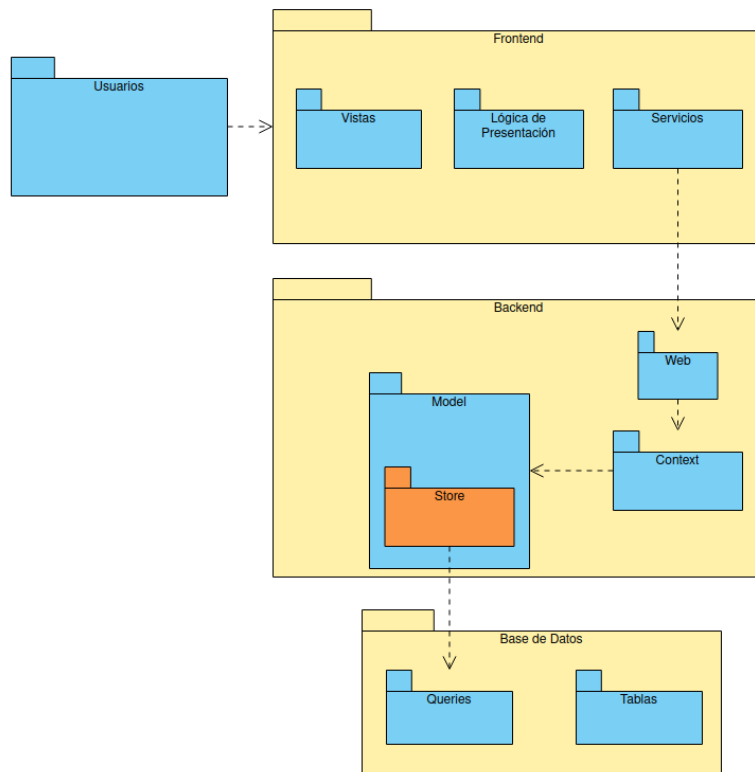 Frontend
Usuarios
Vistas
Lógica de
Presentación
Servicios
Backend
Web
Model
Context
Store
Base de Datos
Queries
Tablas